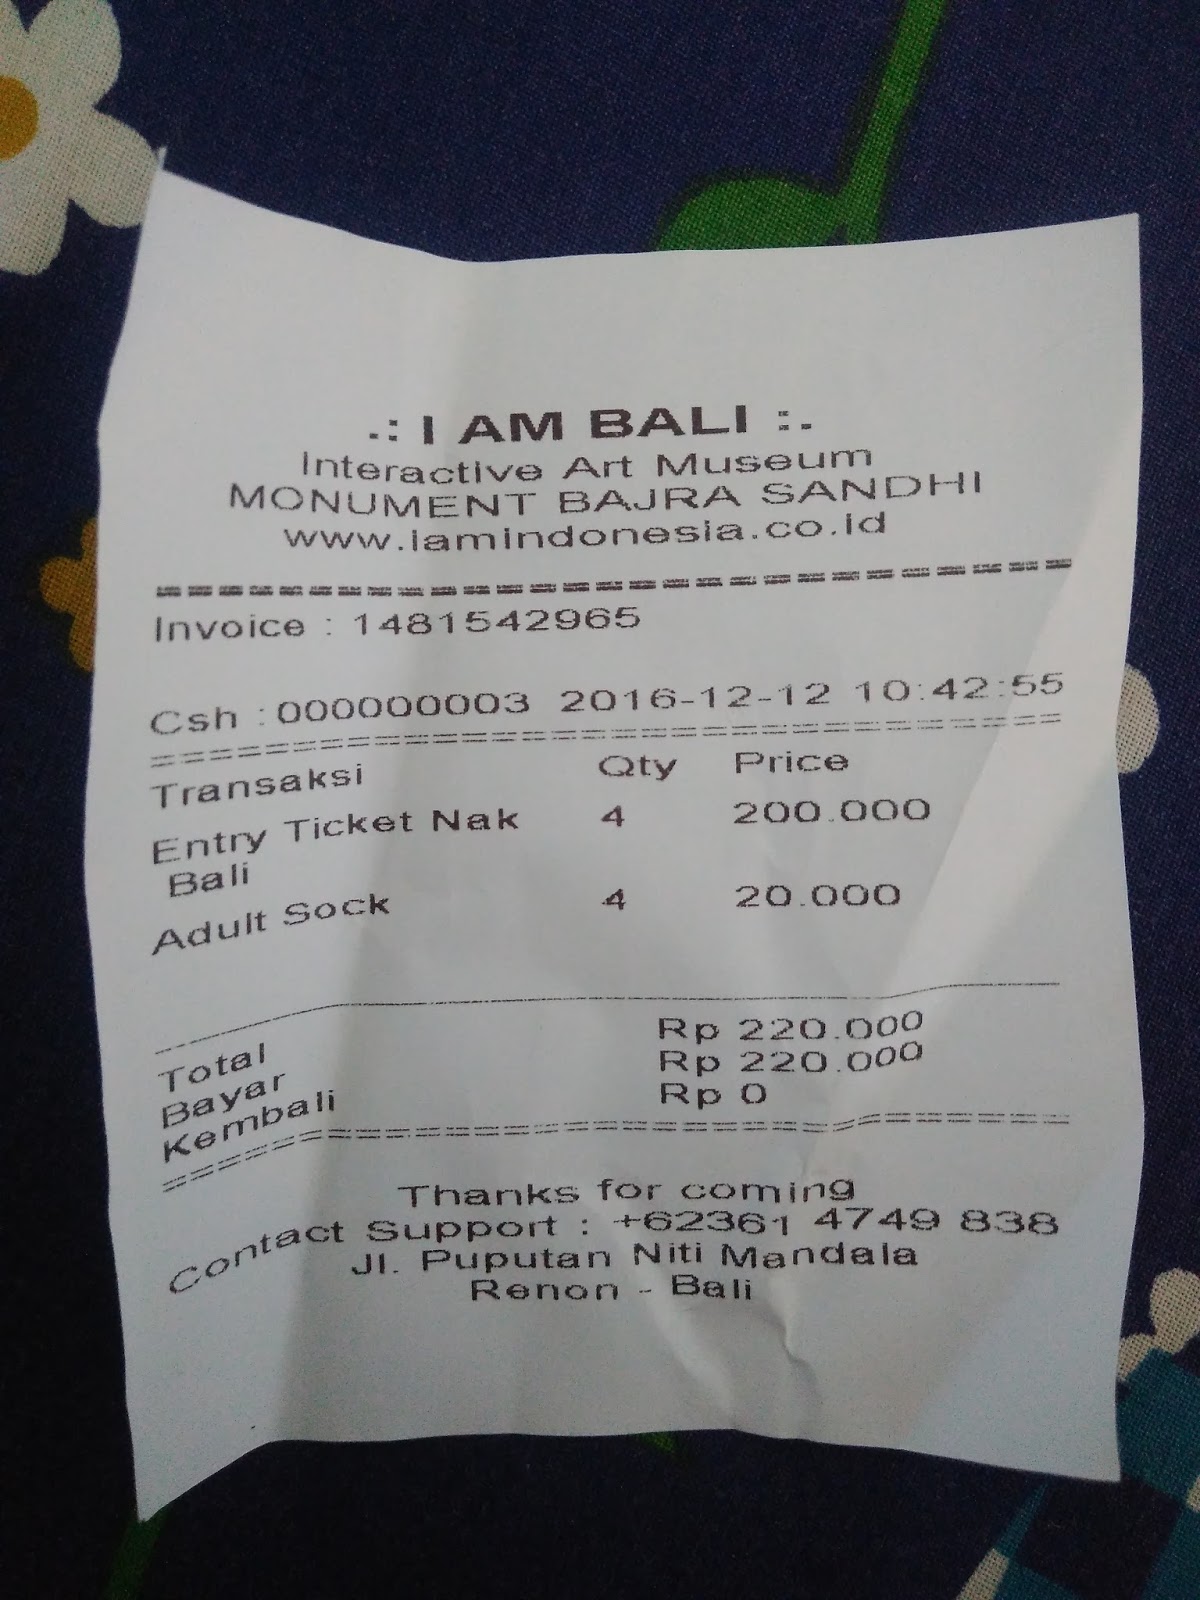 .: I AM BALI :.
Interactive Art Museum
MONUMENT BAJRA SANDHI
www.iamindonesia.co.id
Invoice : 1481542965
Csh : 000000003 2016-12-12 10:42:55
Transaksi Qty Price
Entry Ticket Nak 4 200.000
Bali
Adult Sock 4 20.000
Total Rp 220.000
Bayar Rp 220.000
Kembali Rp 0
Thanks for coming
Contact Support : +62361 4749 838
Jl. Puputan Niti Mandala
Renon - Bali